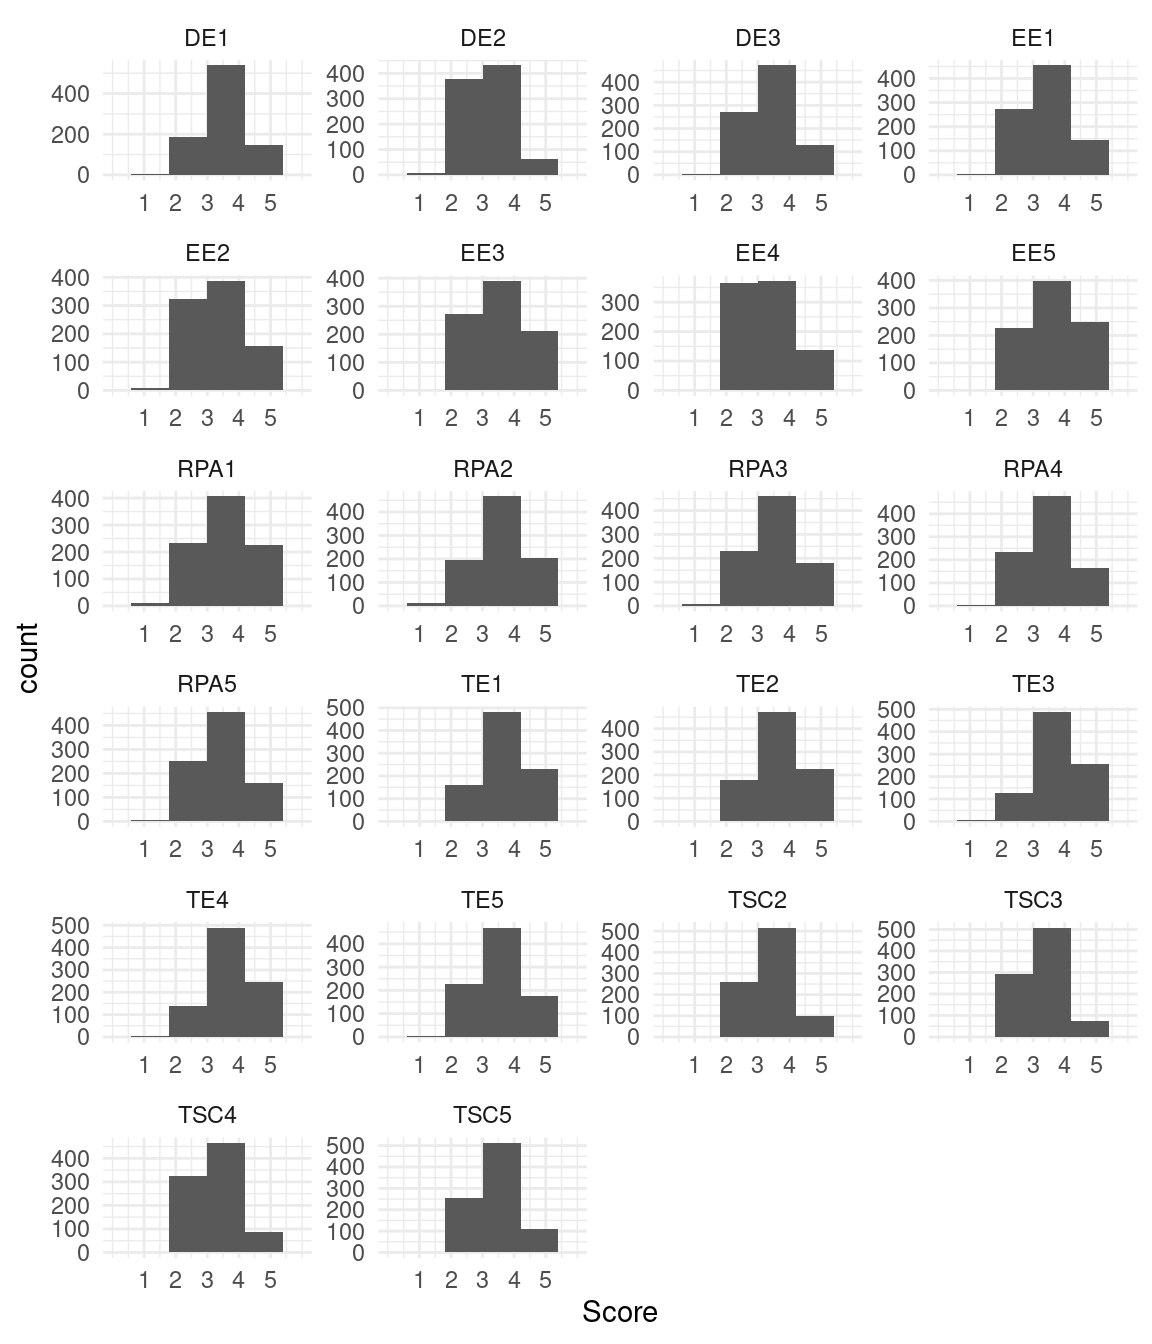 DE1 DE2 DE3 EE1
400 200 0 400 300 200 100 0 400 300 200 100 0 400 300 200 100 0
1 2 3 4 5 1 2 3 4 5 1 2 3 4 5 1 2 3 4 5
EE2 EE3 EE4 EE5
400 300 200 100 0 400 300 200 100 0 300 200 100 0 400 300 200 100 0
1 2 3 4 5 1 2 3 4 5 1 2 3 4 5 1 2 3 4 5
RPA1 RPA2 RPA3 RPA4
400 300 200 100 0 400 300 200 100 0 400 300 200 100 0 400 300 200 100 0
1 2 3 4 5 1 2 3 4 5 1 2 3 4 5 1 2 3 4 5
count
RPA5 TE1 TE2 TE3
400 300 200 100 0 500 400 300 200 100 0 400 300 200 100 0 500 400 300 200 100 0
1 2 3 4 5 1 2 3 4 5 1 2 3 4 5 1 2 3 4 5
TE4 TE5 TSC2 TSC3
500 400 300 200 100 0 400 300 200 100 0 500 400 300 200 100 0 500 400 300 200 100 0
1 2 3 4 5 1 2 3 4 5 1 2 3 4 5 1 2 3 4 5
TSC4 TSC5
400 300 200 100 0 500 400 300 200 100 0
1 2 3 4 5 1 2 3 4 5
Score